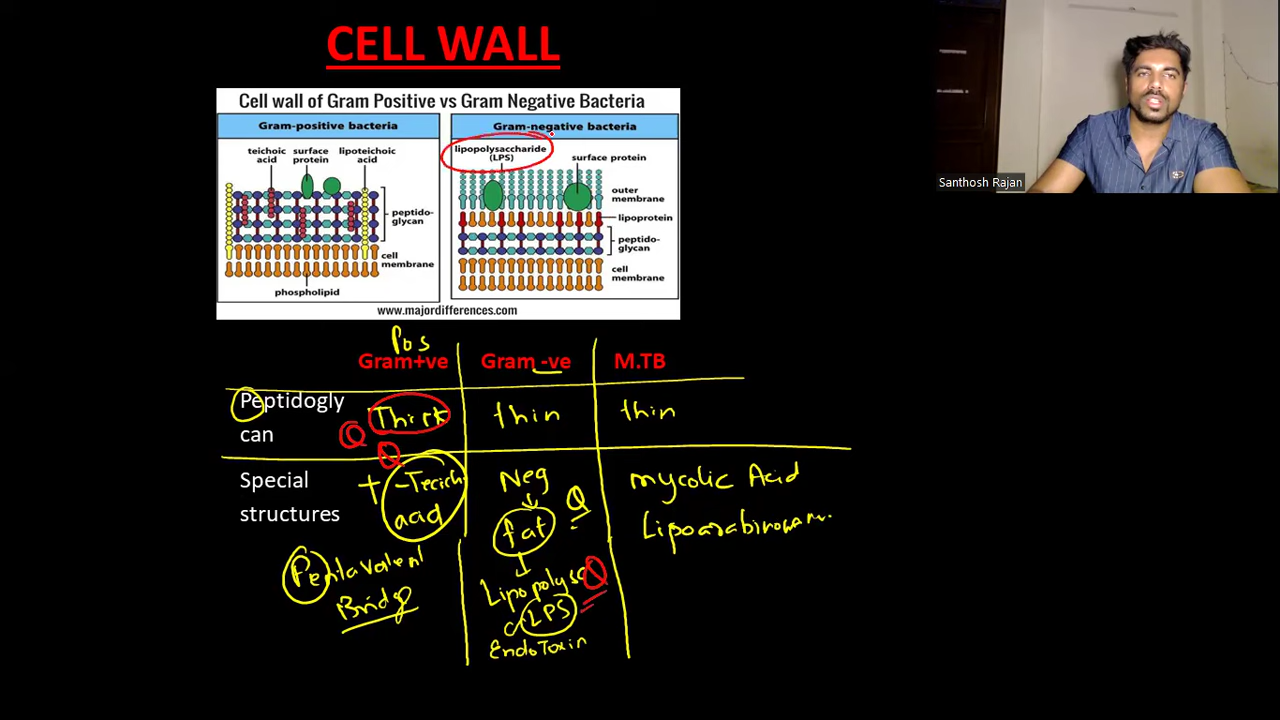 CELL WALL
Cell wall of Gram Positive vs Gram Negative Bacteria
Gram-positive bacteria
Gram-negative bacteria
teichoic
acid
surface
protein
lipoteichoic
acid
peptido-
glycan
cell
membrane
phospholipid
lipopolysaccharide
(LPS)
surface protein
outer
membrane
lipoprotein
peptido-
glycan
cell
membrane
www.majordifferences.com
Santhosh Rajan
Pos
Gram+ve
Gram -ve
M.TB
Peptidogly
can
Thick
thin
thin
Q
Q
Special
structures
+
acid
Neg
fat
Q
LPS
Q
EndoToxin
mycolic Acid
Pentavalent
Bridge